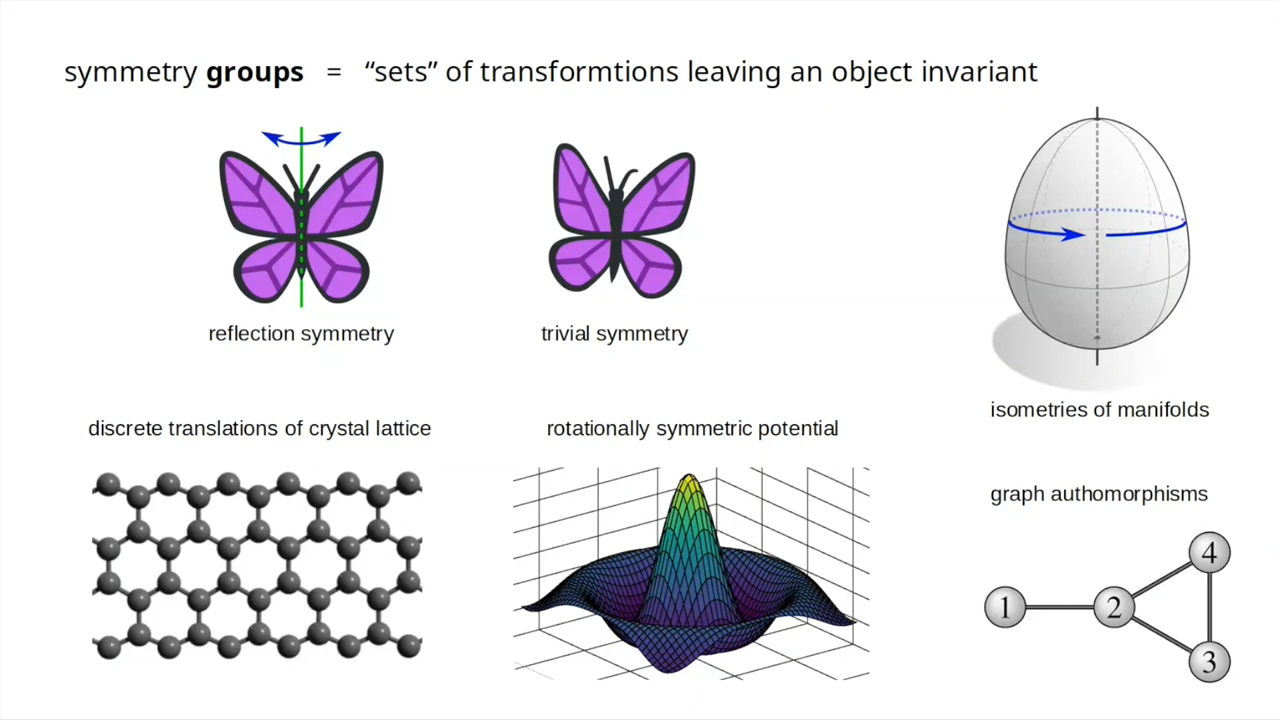 symmetry groups = “sets” of transformtions leaving an object invariant
reflection symmetry
trivial symmetry
isometries of manifolds
discrete translations of crystal lattice
rotationally symmetric potential
graph authomorphisms
4
1
2
3